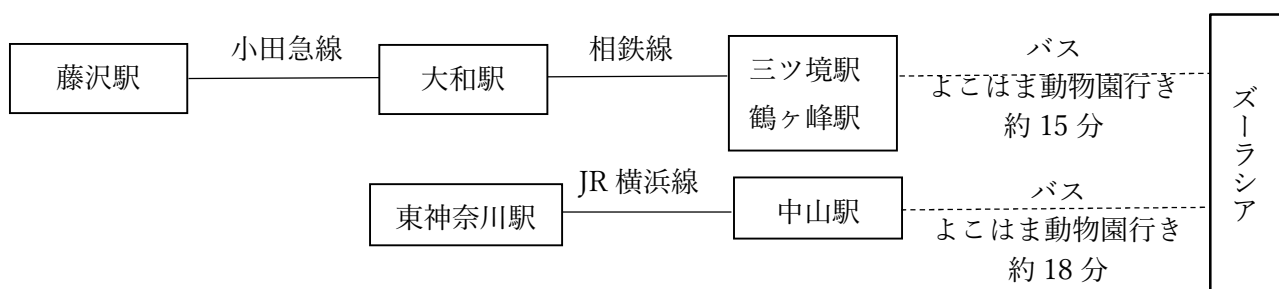 藤沢駅
小田急線
大和駅
相鉄線
三ツ境駅
鶴ヶ峰駅
バス
よこはま動物園行き
約 15 分
東神奈川駅
JR 横浜線
中山駅
バス
よこはま動物園行き
約 18 分
ズーラシア